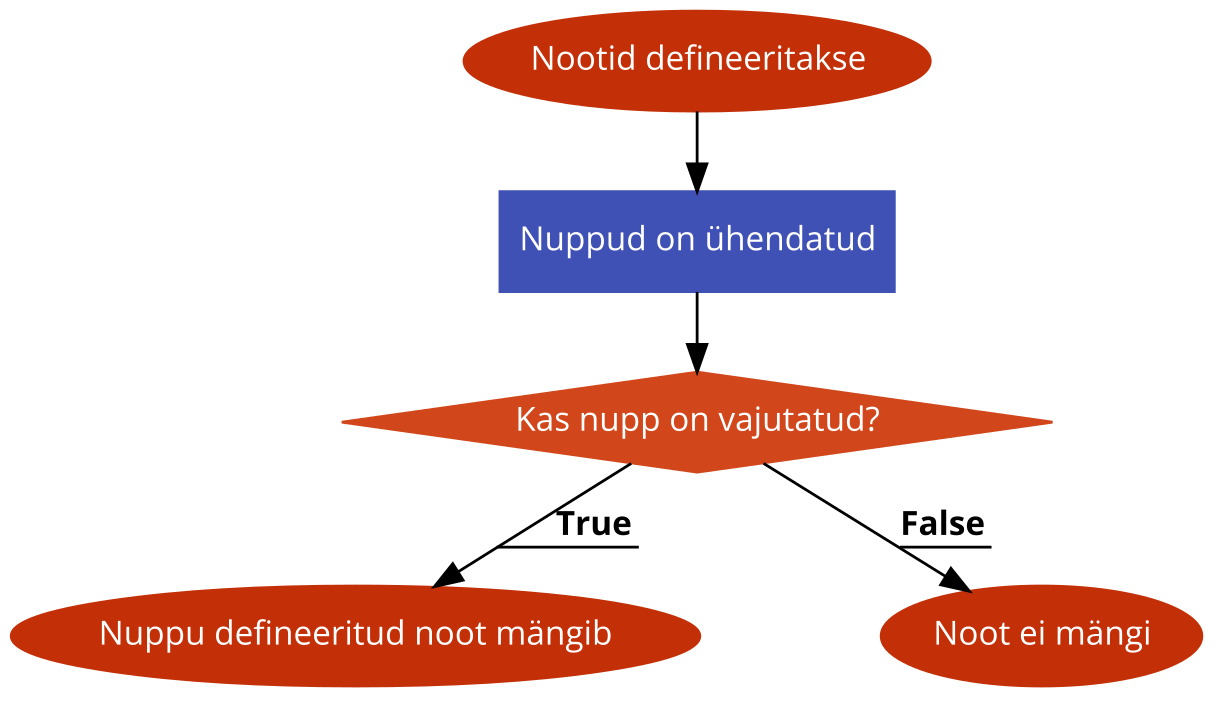 Nootid defineeritakse
Nuppud on ühendatud
Kas nupp on vajutatud?
True
False
Nuppu defineeritud noot mängib
Noot ei mängi